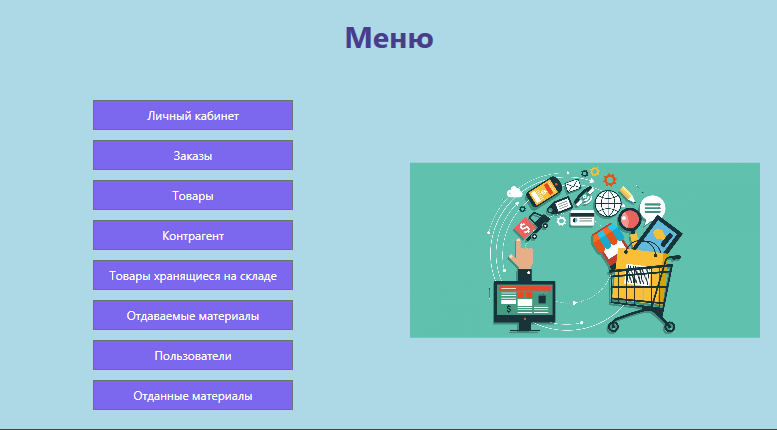 Меню
Личный кабинет
Заказы
Товары
Контрагент
Товары хранящиеся на складе
Отдаваемые материалы
Пользователи
Отданные материалы
$
$